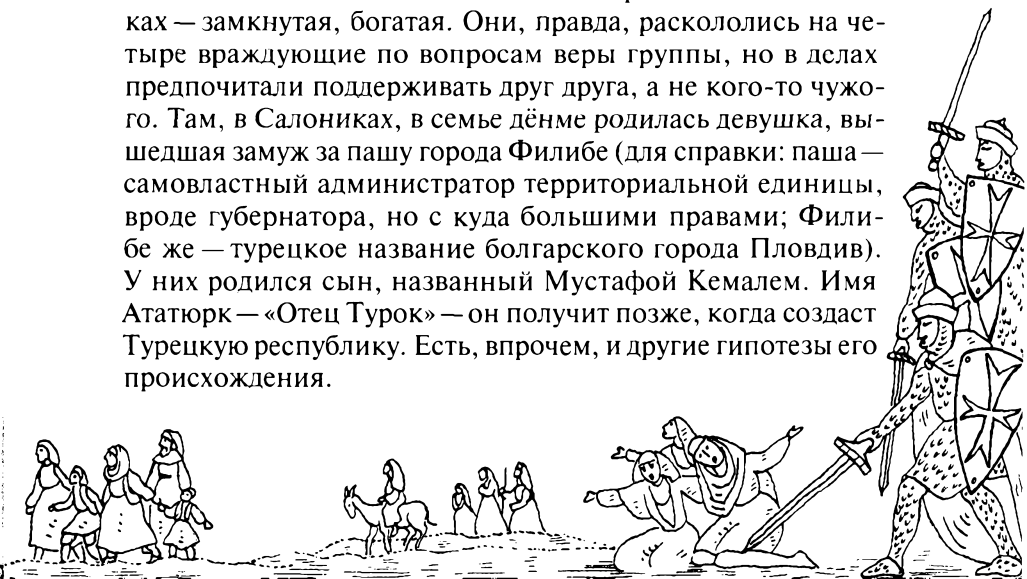 ках — замкнутая, богатая. Они, правда, раскололись на че-
тыре враждующие по вопросам веры группы, но в делах
предпочитали поддерживать друг друга, а не кого-то чужо-
го. Там, в Салониках, в семье дёнме родилась девушка, вы-
шедшая замуж за пашу города Филибе (для справки: паша —
самовластный администратор территориальной единицы,
вроде губернатора, но с куда большими правами; Фили-
бе же — турецкое название болгарского города Пловдив).
У них родился сын, названный Мустафой Кемалем. Имя
Ататюрк — «Отец Турок» — он получит позже, когда создаст
Турецкую республику. Есть, впрочем, и другие гипотезы его
происхождения.